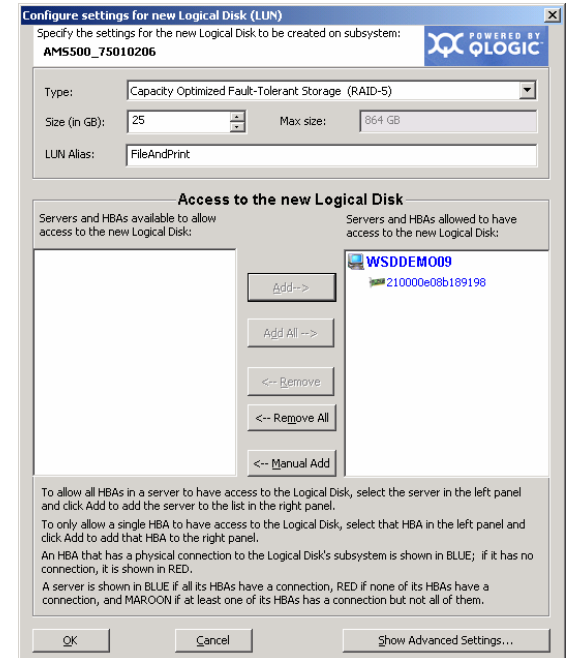 Configure settings for new Logical Disk (LUN)
Specify the settings for the new Logical Disk to be created on subsystem:
AMS500_75010206
POWERED BY
QLOGIC
Type:
Capacity Optimized Fault-Tolerant Storage (RAID-5)
Size (in GB):
25
Max size:
864 GB
LUN Alias:
FileAndPrint
Access to the new Logical Disk
Servers and HBAs available to allow
access to the new Logical Disk:
Servers and HBAs allowed to have
access to the new Logical Disk:
WSDDEMO09
210000e08b189198
Add-->
Add All -->
<-- Remove
<-- Remove All
<-- Manual Add
To allow all HBAs in a server to have access to the Logical Disk, select the server in the left panel
and click Add to add the server to the list in the right panel.
To only allow a single HBA to have access to the Logical Disk, select that HBA in the left panel and
click Add to add that HBA to the right panel.
An HBA that has a physical connection to the Logical Disk's subsystem is shown in BLUE; if it has no
connection, it is shown in RED.
A server is shown in BLUE if all its HBAs have a connection, RED if none of its HBAs have a
connection, and MAROON if at least one of its HBAs has a connection but not all of them.
OK
Cancel
Show Advanced Settings...